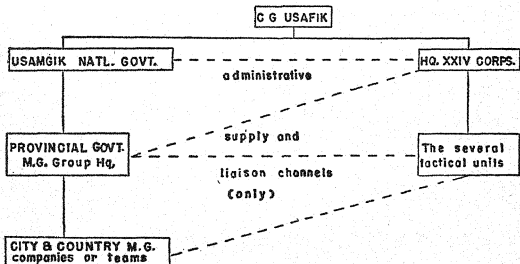 C G USAFIK
USAMGIK NATL. GOVT.
HQ. XXIV CORPS.
administrative
supply and
PROVINCIAL GOVT.
M.G. Group Hq,
The several
tactical units
liaison channels
(only)
CITY & COUNTRY M.G.
companies or teams